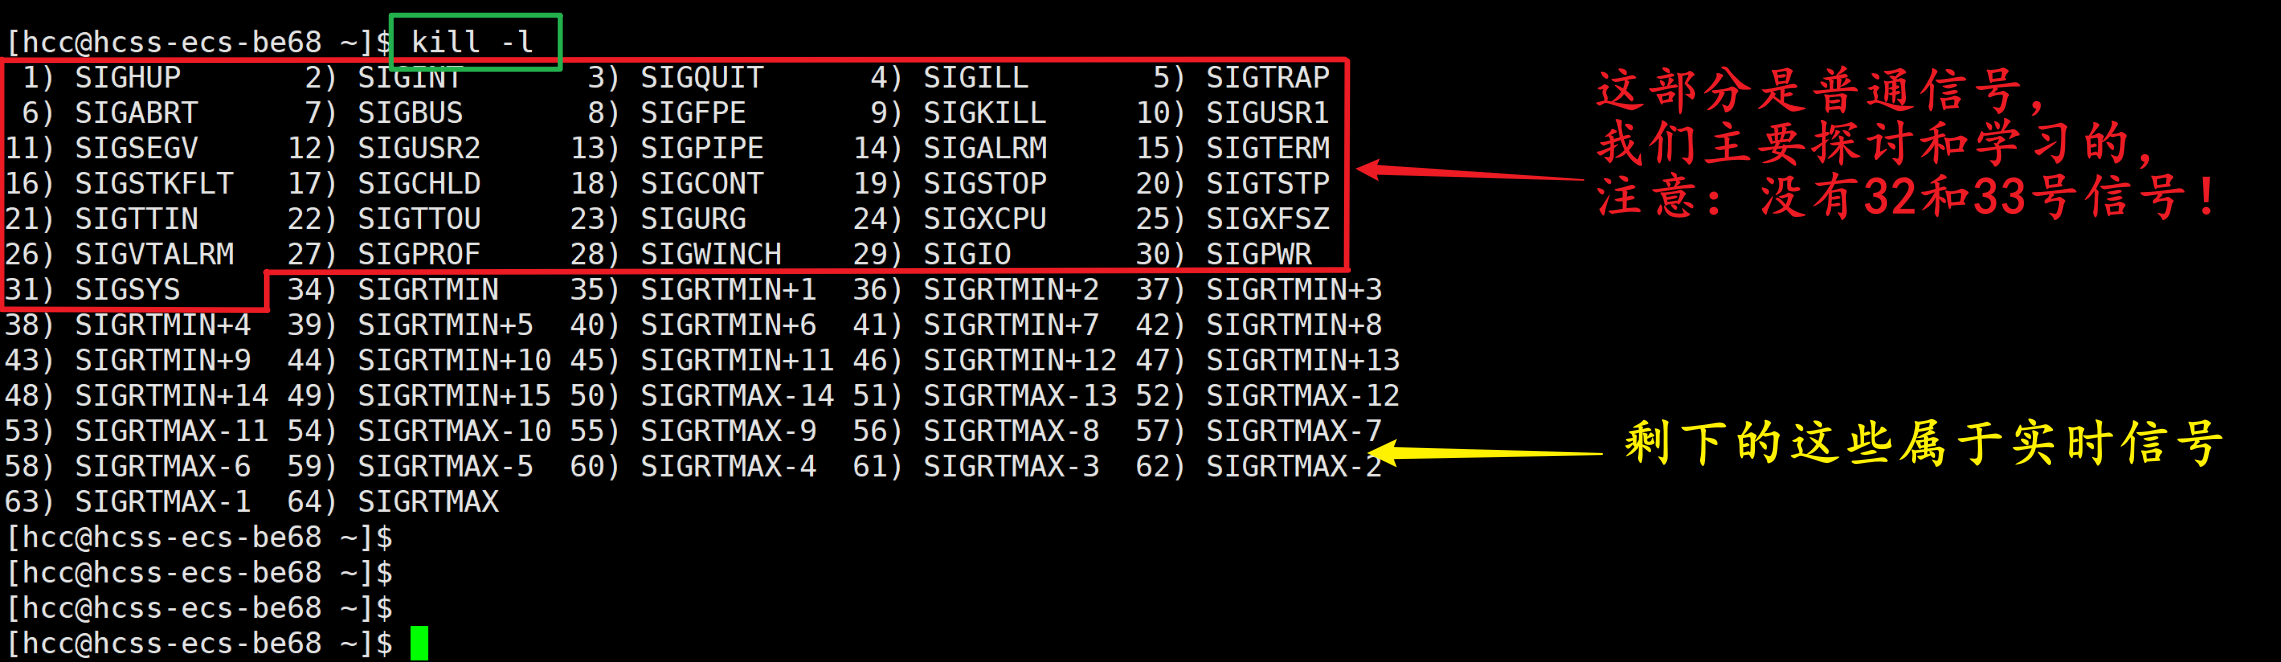 [hcc@hcss-ecs-be68 ~]$ kill -l
 1) SIGHUP       2) SIGINT       3) SIGQUIT      4) SIGILL       5) SIGTRAP
 6) SIGABRT      7) SIGBUS       8) SIGFPE       9) SIGKILL     10) SIGUSR1
11) SIGSEGV     12) SIGUSR2     13) SIGPIPE     14) SIGALRM     15) SIGTERM
16) SIGSTKFLT   17) SIGCHLD     18) SIGCONT     19) SIGSTOP     20) SIGTSTP
21) SIGTTIN     22) SIGTTOU     23) SIGURG      24) SIGXCPU     25) SIGXFSZ
26) SIGVTALRM   27) SIGPROF     28) SIGWINCH    29) SIGIO       30) SIGPWR
31) SIGSYS      34) SIGRTMIN    35) SIGRTMIN+1  36) SIGRTMIN+2  37) SIGRTMIN+3
38) SIGRTMIN+4  39) SIGRTMIN+5  40) SIGRTMIN+6  41) SIGRTMIN+7  42) SIGRTMIN+8
43) SIGRTMIN+9  44) SIGRTMIN+10 45) SIGRTMIN+11 46) SIGRTMIN+12 47) SIGRTMIN+13
48) SIGRTMIN+14 49) SIGRTMIN+15 50) SIGRTMAX-14 51) SIGRTMAX-13 52) SIGRTMAX-12
53) SIGRTMAX-11 54) SIGRTMAX-10 55) SIGRTMAX-9  56) SIGRTMAX-8  57) SIGRTMAX-7
58) SIGRTMAX-6  59) SIGRTMAX-5  60) SIGRTMAX-4  61) SIGRTMAX-3  62) SIGRTMAX-2
63) SIGRTMAX-1  64) SIGRTMAX
[hcc@hcss-ecs-be68 ~]$
[hcc@hcss-ecs-be68 ~]$
[hcc@hcss-ecs-be68 ~]$
[hcc@hcss-ecs-be68 ~]$
这部分是普通信号，
我们主要探讨和学习的，
注意：没有32和33号信号！
剩下的这些属于实时信号